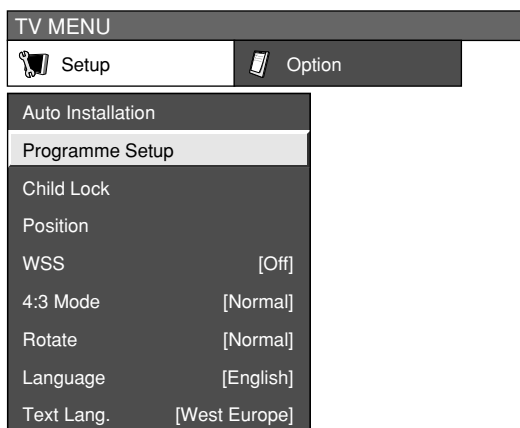 TV MENU
Setup Option
Auto Installation
Programme Setup
Child Lock
Position
WSS [Off]
4:3 Mode [Normal]
Rotate [Normal]
Language [English]
Text Lang. [West Europe]